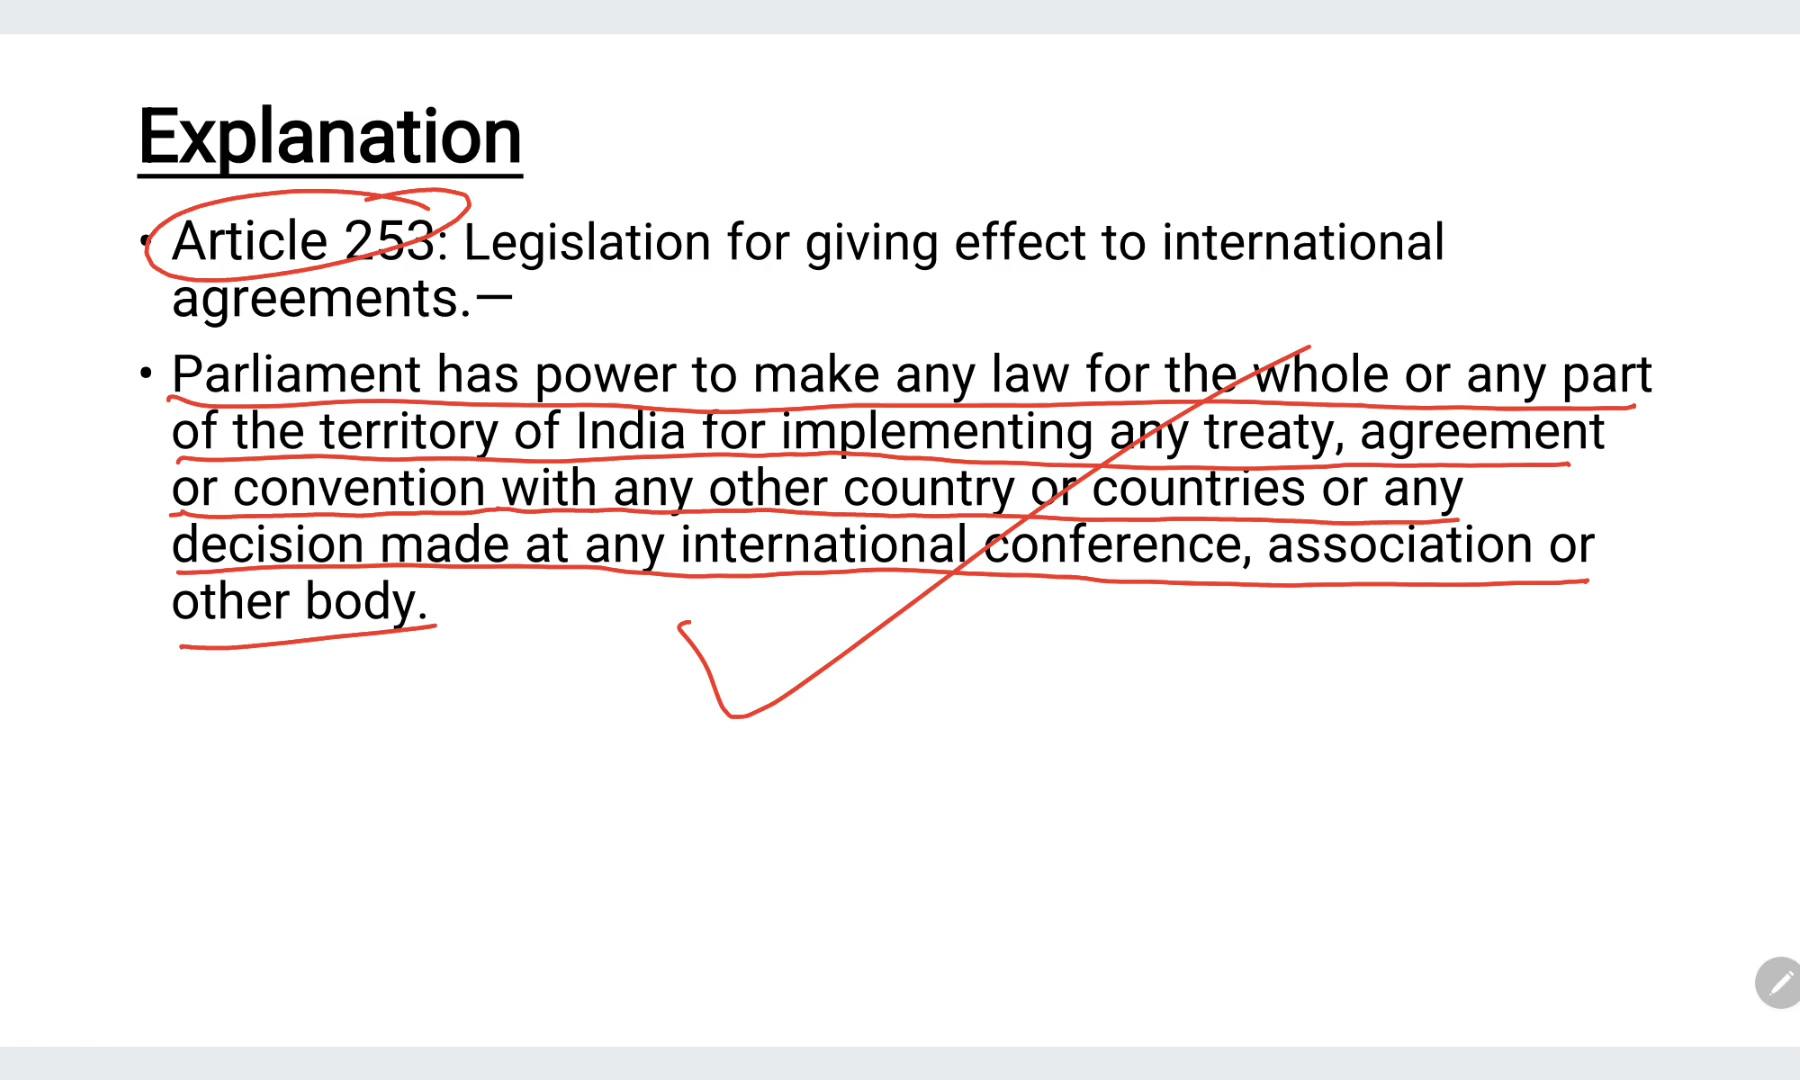 Explanation
• Article 253: Legislation for giving effect to international
agreements.—
• Parliament has power to make any law for the whole or any part
of the territory of India for implementing any treaty, agreement
or convention with any other country or countries or any
decision made at any international conference, association or
other body.